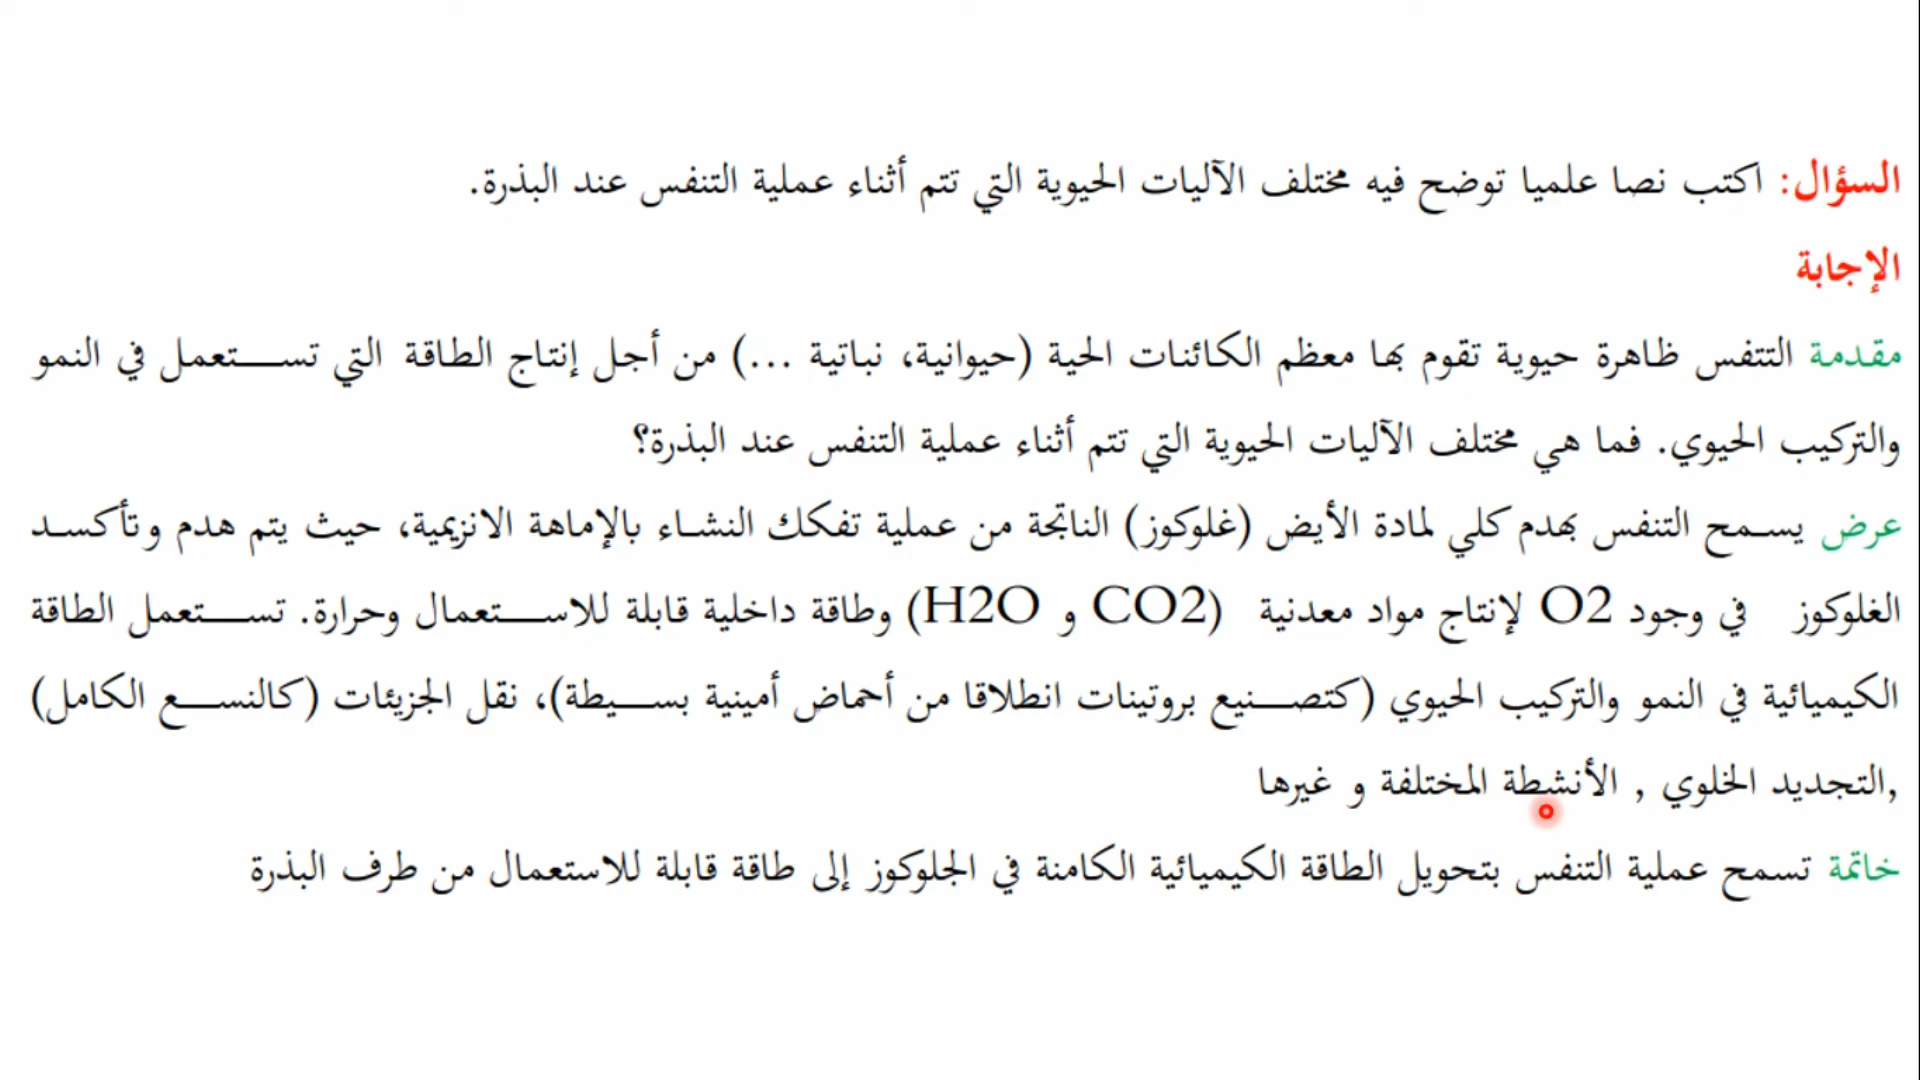 السؤال: اكتب نصا علميا توضح فيه مختلف الآليات الحيوية التي تتم أثناء عملية التنفس عند البذرة.
الإجابة
مقدمة التتفس ظاهرة حيوية تقوم بها معظم الكائنات الحية (حيوانية، نباتية ...) من أجل إنتاج الطاقة التي تستعمل في النمو
والتركيب الحيوي. فما هي مختلف الآليات الحيوية التي تتم أثناء عملية التنفس عند البذرة؟
عرض يسمح التنفس بهدم كلي لمادة الأيض (غلوكوز) الناتجة من عملية تفكك النشاء بالإماهة الانزيمية، حيث يتم هدم وتأكسد
الغلوكوز في وجود O2 لإنتاج مواد معدنية (CO2 و H2O) وطاقة داخلية قابلة للاستعمال وحرارة. تستعمل الطاقة
الكيميائية في النمو والتركيب الحيوي (كتصنيع بروتينات انطلاقا من أحماض أمينية بسيطة)، نقل الجزيئات (كالنسع الكامل)
,التجديد الخلوي , الأنشطة المختلفة و غيرها
خاتمة تسمح عملية التنفس بتحويل الطاقة الكيميائية الكامنة في الجلوكوز إلى طاقة قابلة للاستعمال من طرف البذرة